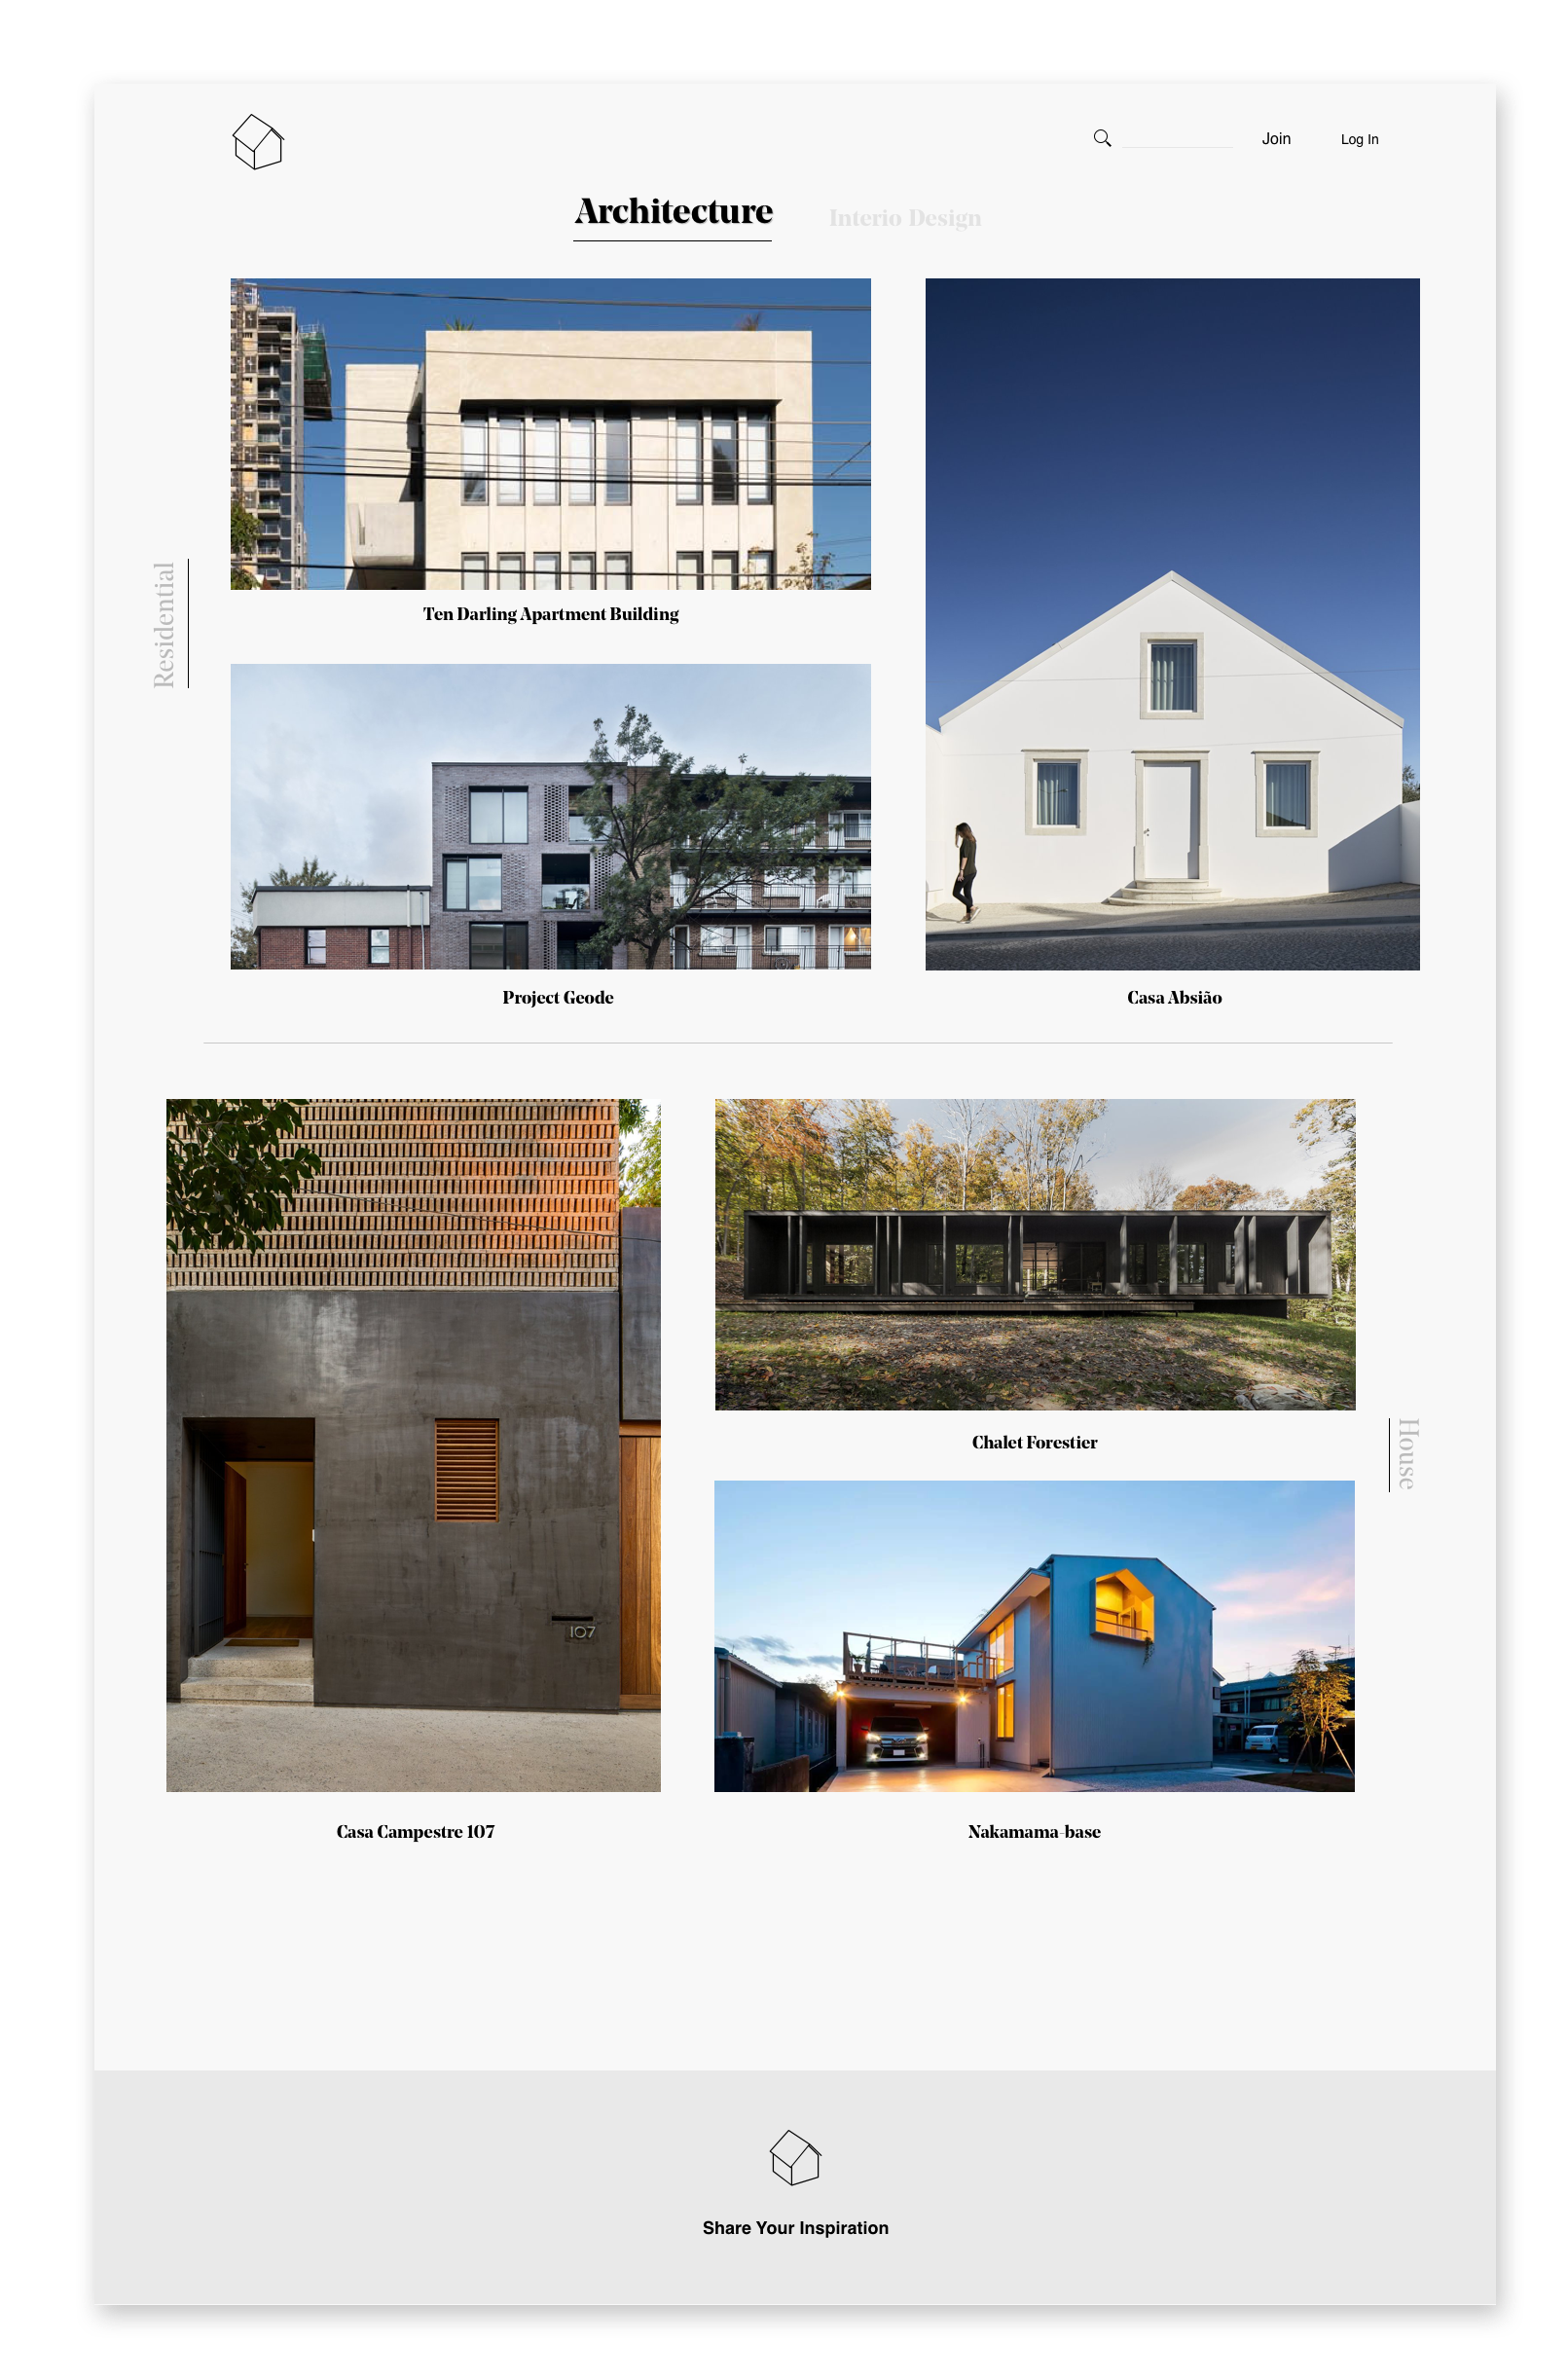 Join
Log In
Architecture
Interio Design
Residential
Ten Darling Apartment Building
Project Geode
Casa Absião
107
Casa Campestre 107
Chalet Forestier
House
Nakamama-base
Share Your Inspiration